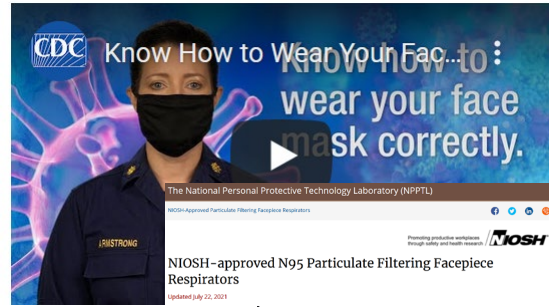 CDC
Know How to Wear Your Fac...
Know how to
wear your face
mask correctly.
ARMSTRONG
The National Personal Protective Technology Laboratory (NPPTL)
NIOSH-Approved Particulate Filtering Facepiece Respirators
Promoting productive workplaces
through safety and health research
NIOSH
NIOSH-approved N95 Particulate Filtering Facepiece
Respirators
Updated July 22, 2021